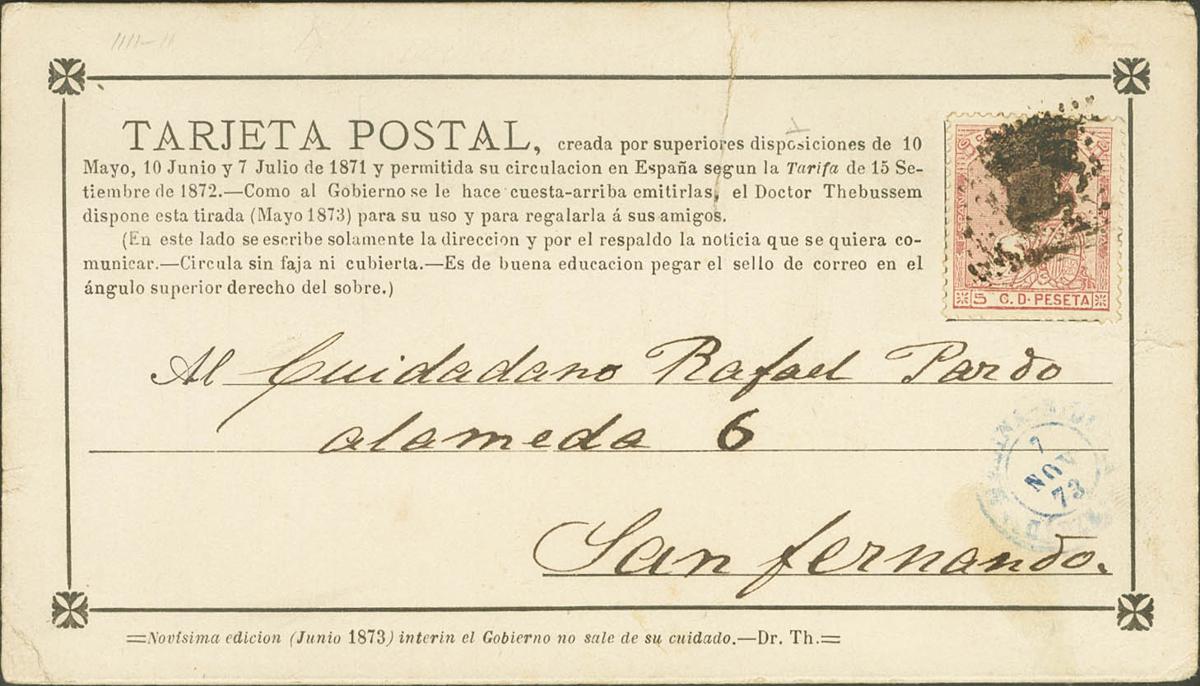 TARJETA POSTAL, creada por superiores disposiciones de 10
Mayo, 10 Junio y 7 Julio de 1871 y permitida su circulacion en España segun la Tarifa de 15 Se-
tiembre de 1872.—Como al Gobierno se le hace cuesta-arriba emitirlas, el Doctor Thebussem
dispone esta tirada (Mayo 1873) para su uso y para regalarla á sus amigos.
(En este lado se escribe solamente la direccion y por el respaldo la noticia que se quiera co-
municar.—Circula sin faja ni cubierta.—Es de buena educacion pegar el sello de correo en el
ángulo superior derecho del sobre.)
5 C. D. PESETA
Al Cuidadano Rafael Pardo
alameda 6
7
NOV
73
San fernando.
=Novísima edicion (Junio 1873) interin el Gobierno no sale de su cuidado.—Dr. Th.=